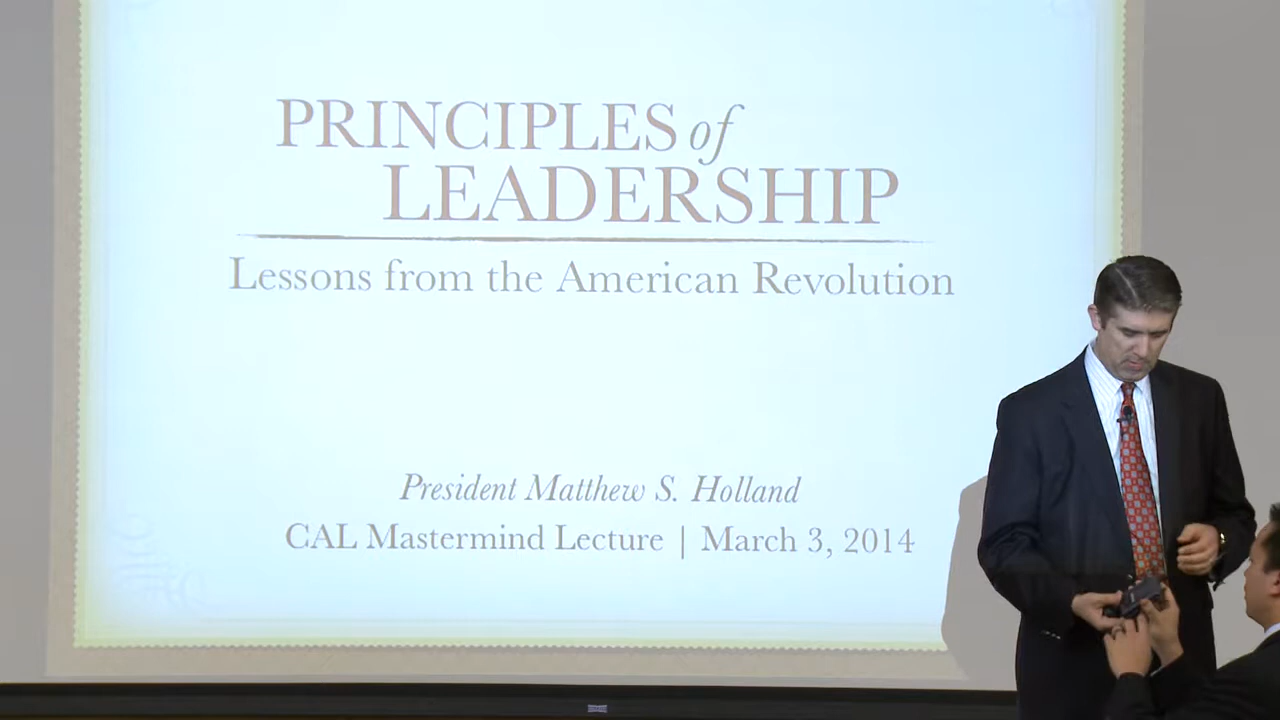 PRINCIPLES of
LEADERSHIP
Lessons from the American Revolution
President Matthew S. Holland
CAL Mastermind Lecture | March 3, 2014